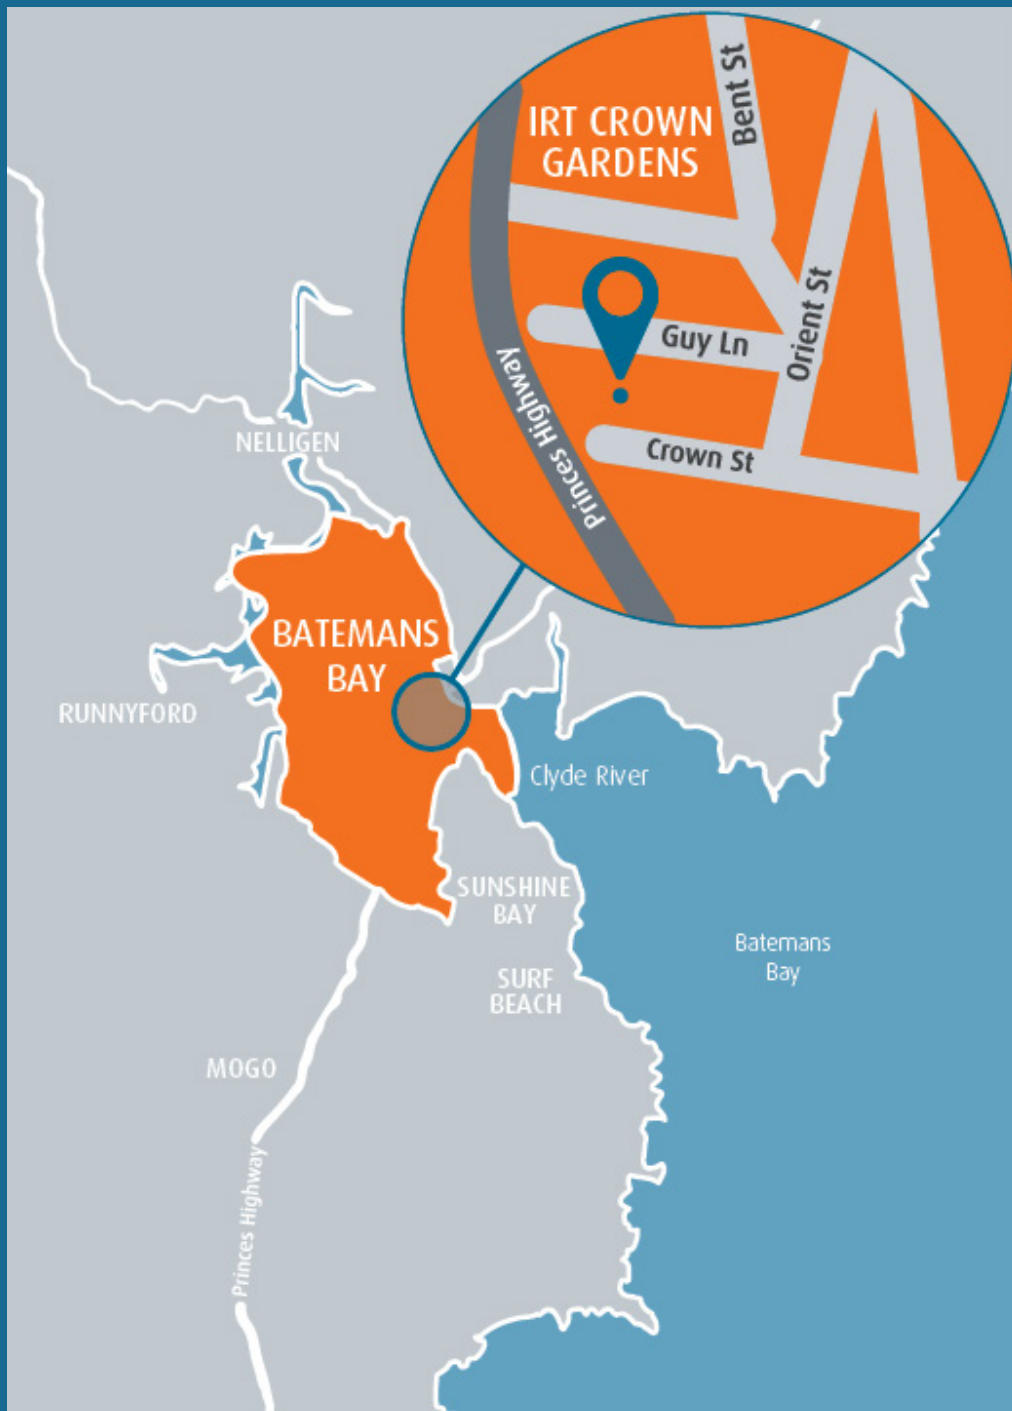 Bent St
IRT CROWN
GARDENS
Orient St
Guy Ln
Princes Highway
Crown St
NELLIGEN
BATEMANS
BAY
RUNNYFORD
Clyde River
SUNSHINE
BAY
Batemans
Bay
SURF
BEACH
MOGO
Princes Highway